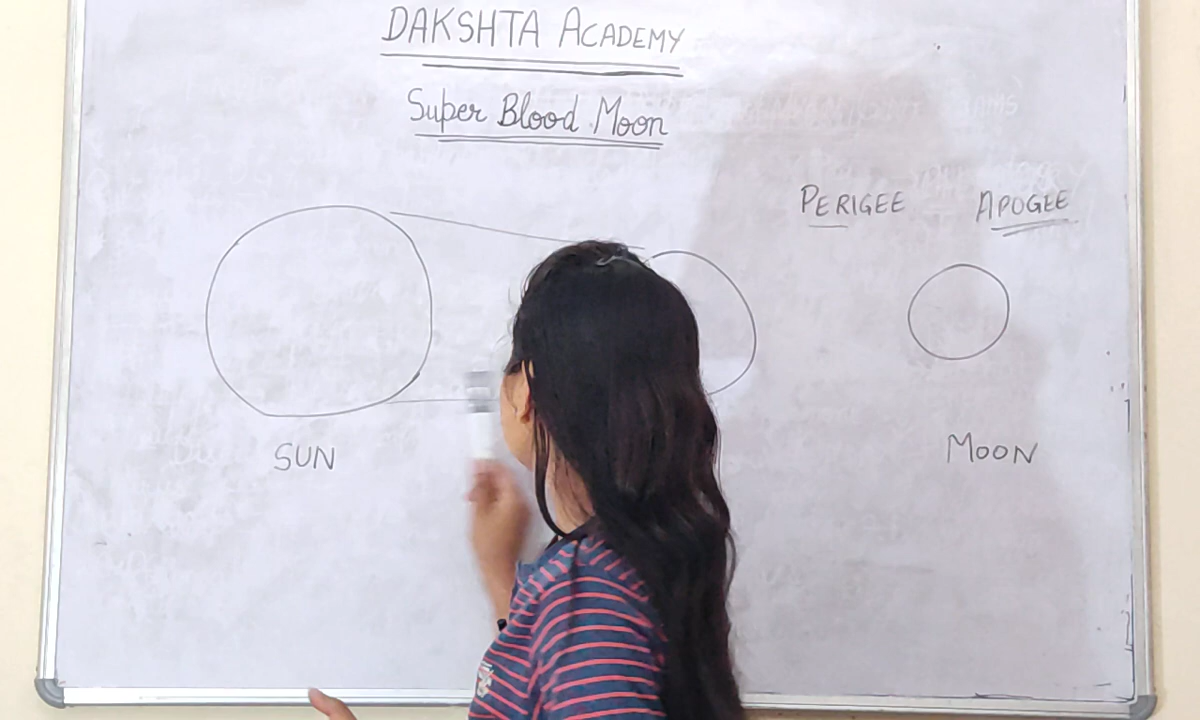 DAKSHTA ACADEMY
Super Blood Moon
PERIGEE APOGEE
SUN
MOON